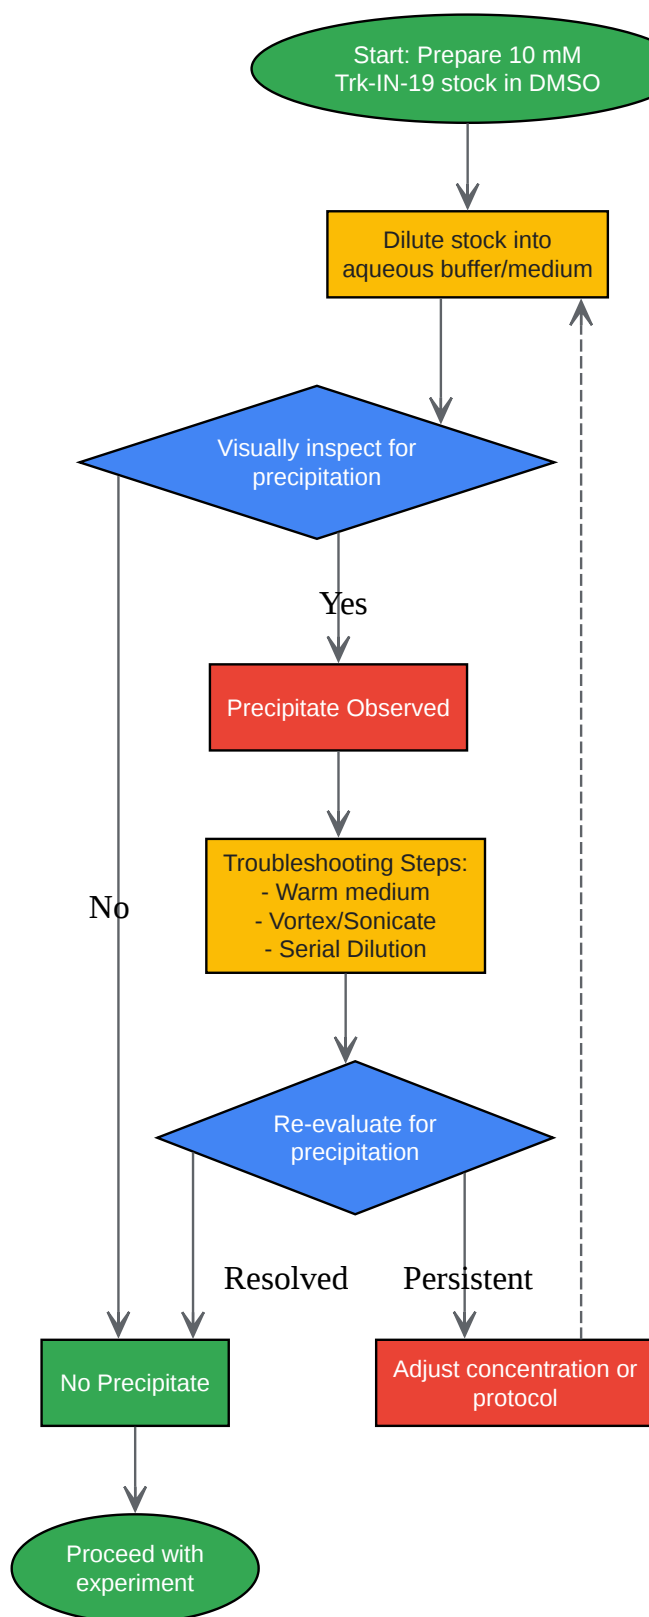 Start: Prepare 10 mM
Trk-IN-19 stock in DMSO
Dilute stock into
aqueous buffer/medium
Visually inspect for
precipitation
Yes
Precipitate Observed
Troubleshooting Steps:
- Warm medium
- Vortex/Sonicate
- Serial Dilution
No
Re-evaluate for
precipitation
Resolved
Persistent
No Precipitate
Adjust concentration or
protocol
Proceed with
experiment